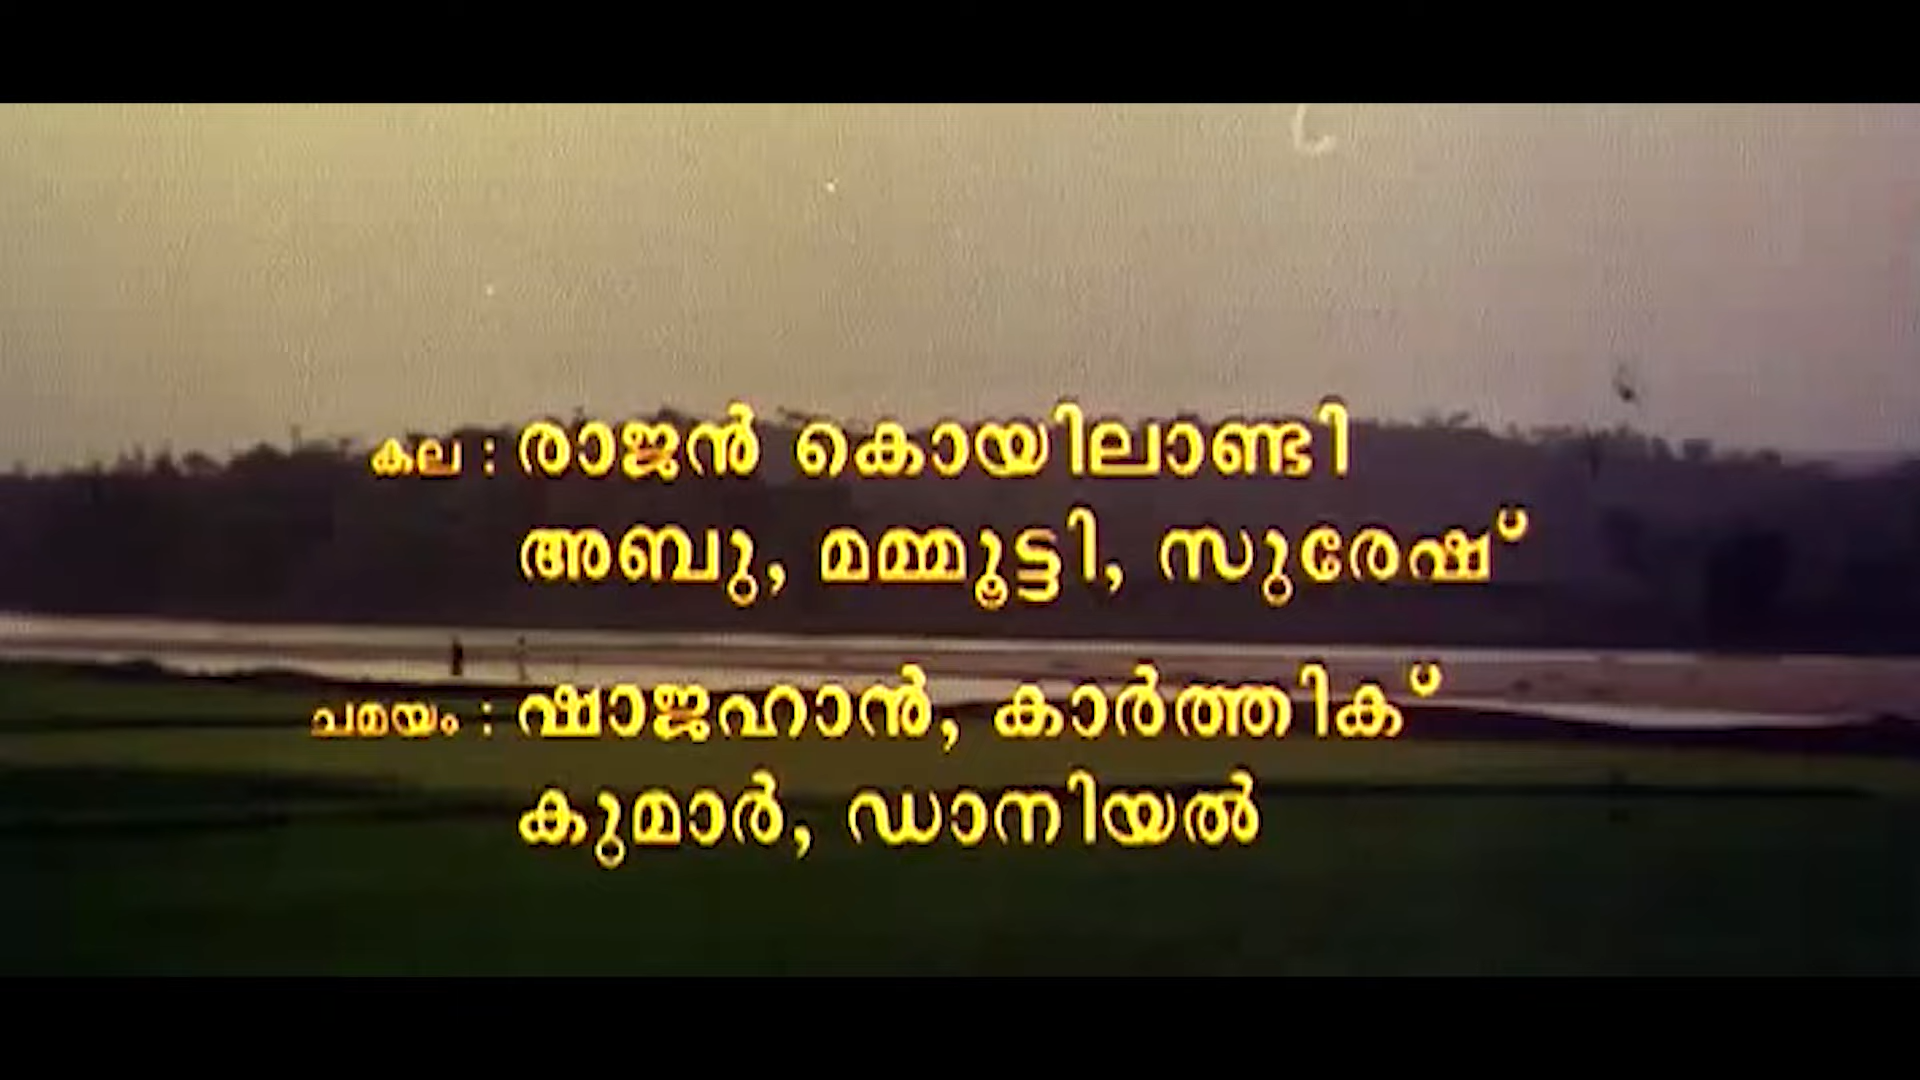 കല : രാജൻ കൊയിലാണ്ടി
അബു, മമ്മൂട്ടി, സുരേഷ്
ചമയം : ഷാജഹാൻ, കാർത്തിക്
കുമാർ, ഡാനിയൽ